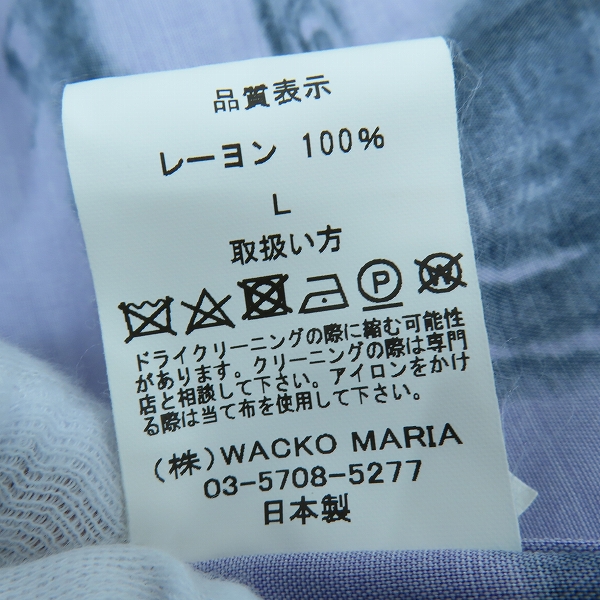 品質表示
レーヨン 100%
L
取扱い方
P W
ドライクリーニングの際に縮む可能性
があります。クリーニングの際は専門
店と相談して下さい。アイロンをかけ
る際は当て布を使用して下さい。
(株)WACKO MARIA
03-5708-5277
日本製